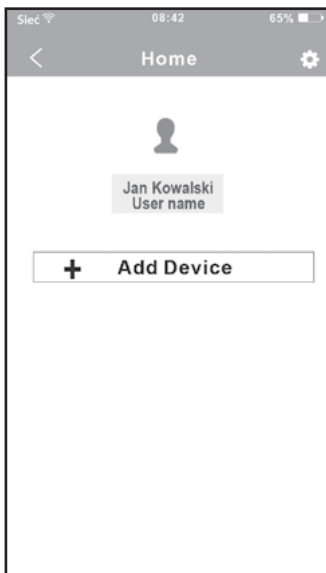 Sieć 08:42 65%
Home
Jan Kowalski
User name
+ Add Device